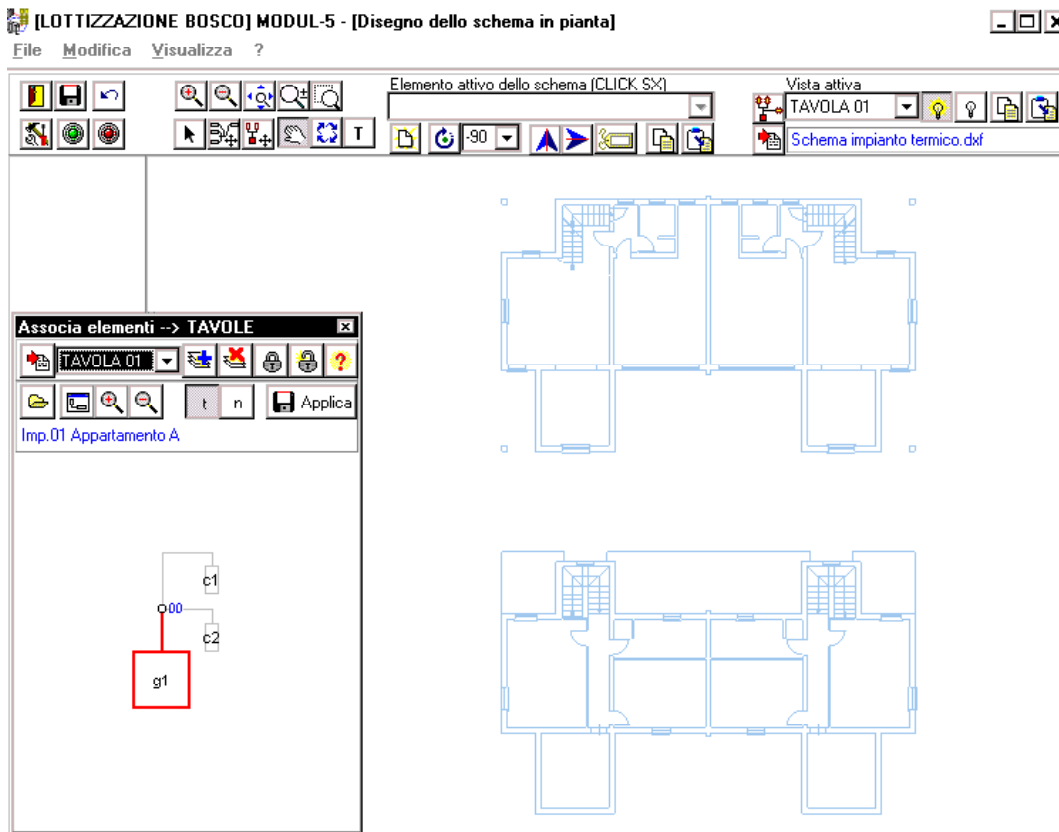 [LOTTIZZAZIONE BOSCO] MODUL-5 - [Disegno dello schema in pianta]
File Modifica Visualizza ?
Elemento attivo dello schema (CLICK SX)
Vista attiva
TAVOLA 01
T
-90
Schema impianto termico.dxf
Associa elementi --> TAVOLE
TAVOLA 01
?
t n Applica
Imp.01 Appartamento A
c1
00
c2
g1